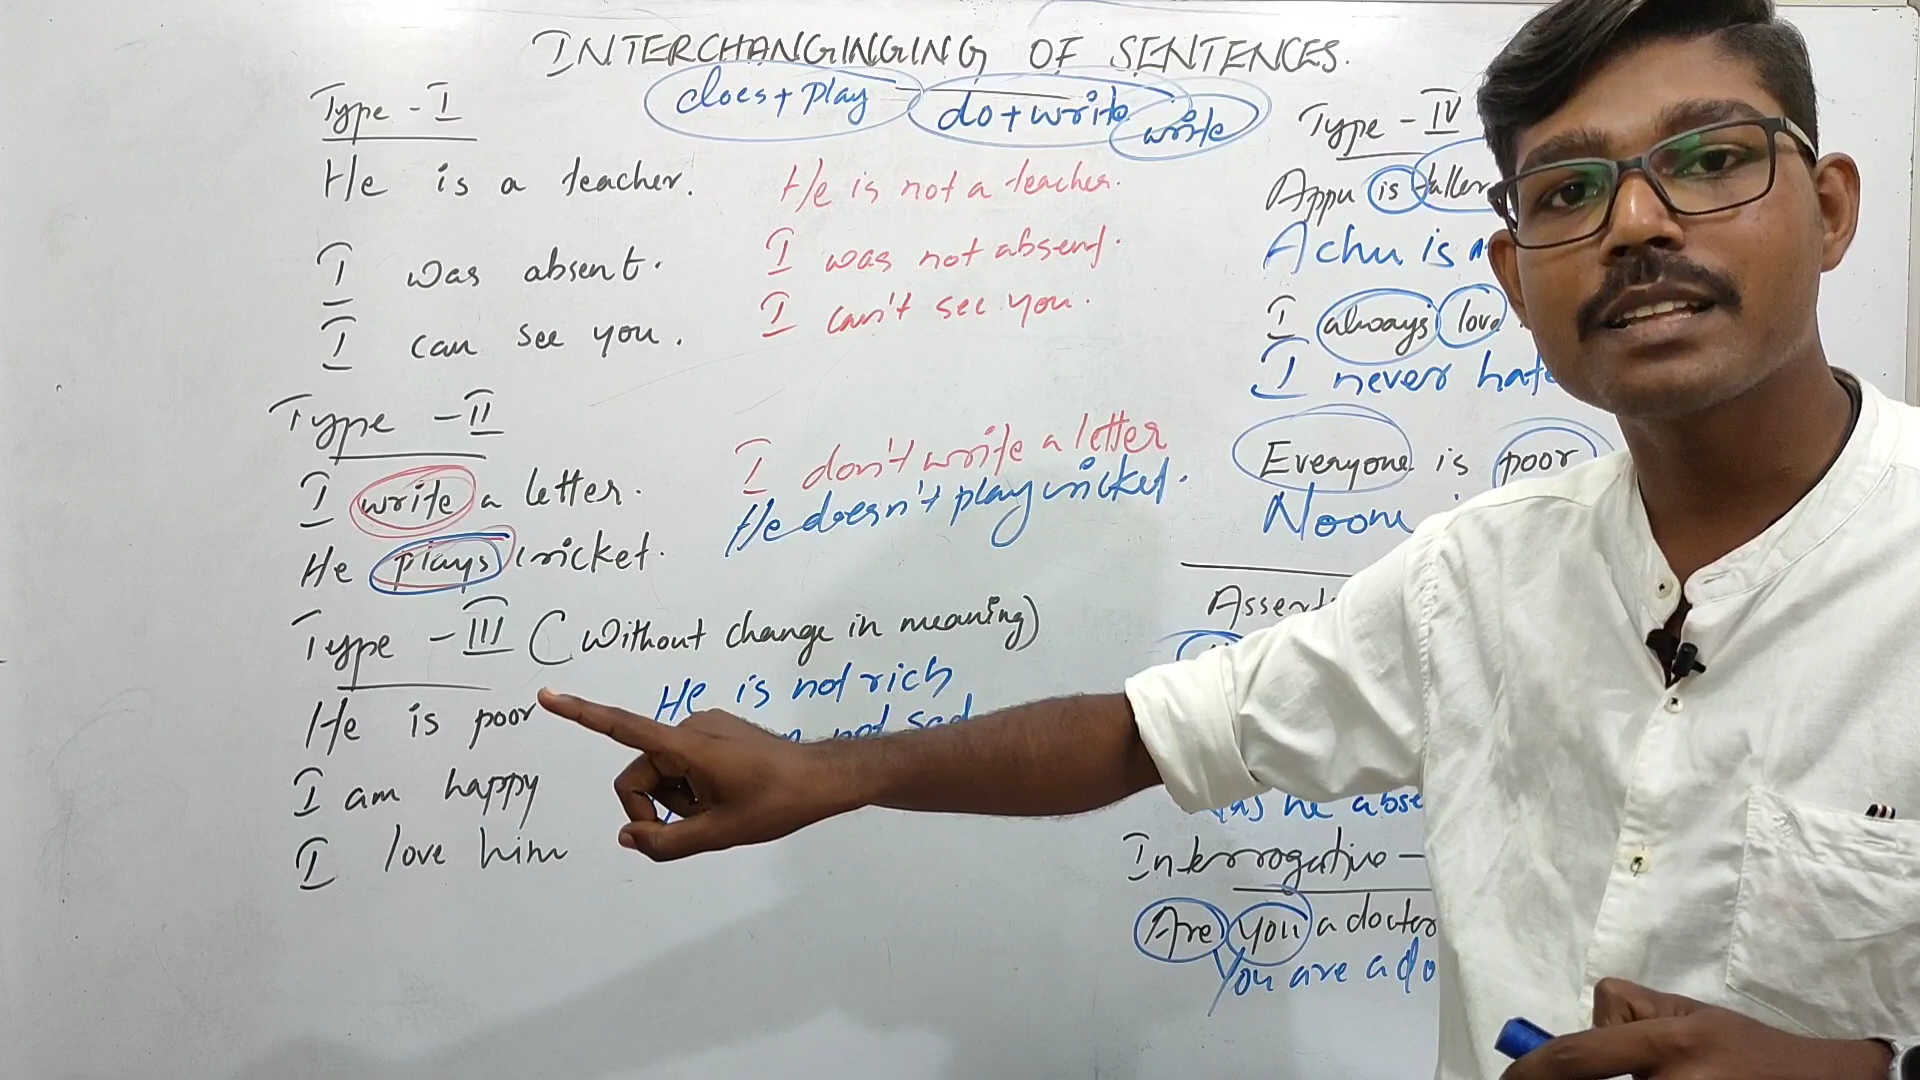 INTERCHANGINGING OF SENTENCES.
does + play do + write write
Type - I
He is a teacher. He is not a teacher.
I was absent. I was not absent.
I can see you. I can't see you.
Type - II
I write a letter. I don't write a letter
He plays cricket. He doesn't play cricket.
Type - III (Without change in meaning)
He is poor He is not rich
I am happy not sad
I love him
Type - IV
Appu is taller
Achu is
I always love
I never hate
Everyone is poor
Interrogative -
Are you a doctor
You are a do